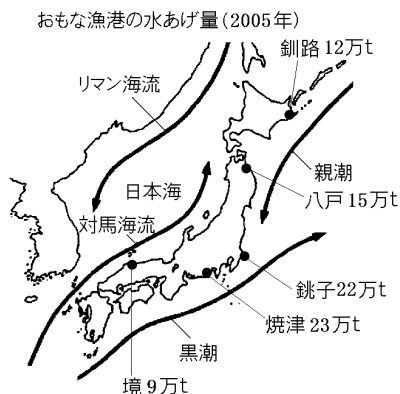 おもな漁港の水あげ量(2005年)
釧路12万t
リマン海流
親潮
日本海
八戸15万t
対馬海流
銚子22万t
焼津23万t
黒潮
境9万t